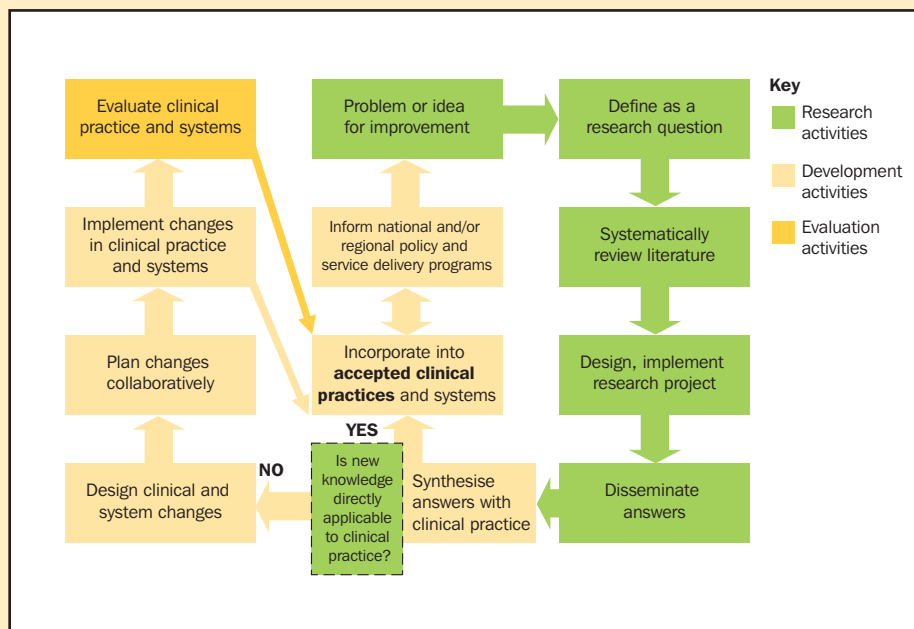 Evaluate clinical
practice and systems
Problem or idea
for improvement
Define as a
research question
Key
Research
activities
Development
activities
Evaluation
activities
Implement changes
in clinical practice
and systems
Inform national and/or
regional policy and
service delivery programs
Systematically
review literature
Plan changes
collaboratively
Incorporate into
accepted clinical
practices and systems
Design, implement
research project
YES
NO
Design clinical and
system changes
Is new
knowledge
directly
applicable
to clinical
practice?
Synthesise
answers with
clinical practice
Disseminate
answers